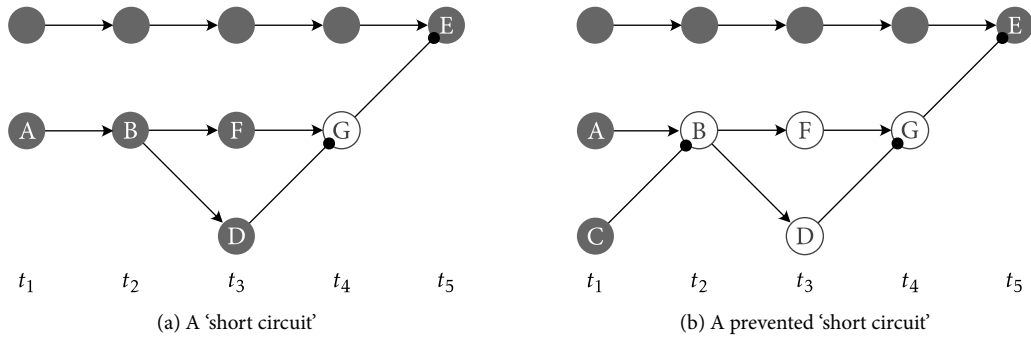 E
A B F G
D
t1 t2 t3 t4 t5
(a) A ‘short circuit’
E
A B F G
C D
t1 t2 t3 t4 t5
(b) A prevented ‘short circuit’